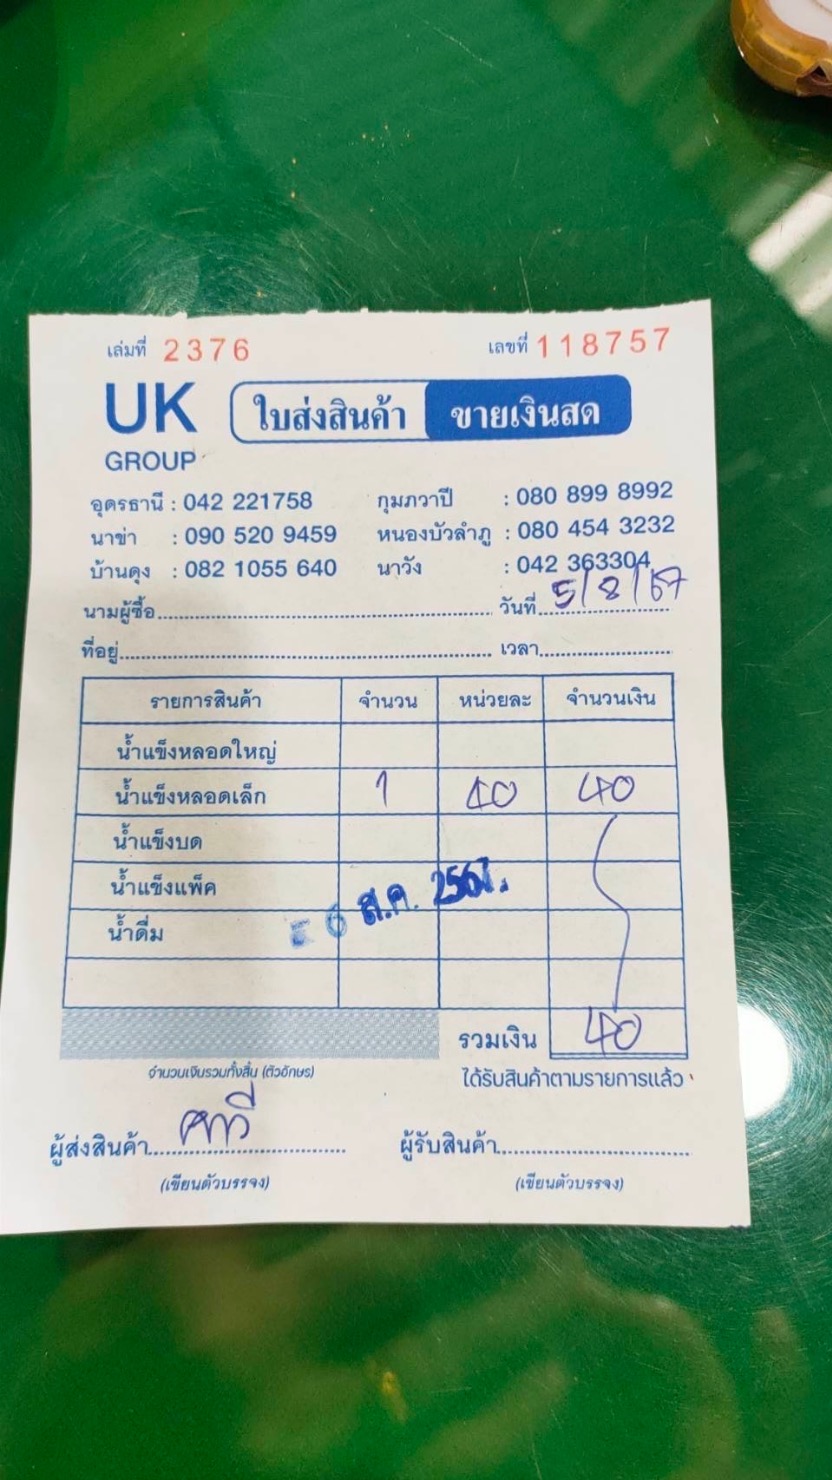 เล่มที่ 2376 เลขที่ 118757
UK GROUP ใบส่งสินค้า ขายเงินสด
อุดรธานี : 042 221758 กุมภวาปี : 080 899 8992
นาข่า : 090 520 9459 หนองบัวลำภู : 080 454 3232
บ้านดุง : 082 1055 640 นาวัง : 042 363304
นามผู้ซื้อ วันที่ 5/8/67
ที่อยู่ เวลา
รายการสินค้า จำนวน หน่วยละ จำนวนเงิน
น้ำแข็งหลอดใหญ่
น้ำแข็งหลอดเล็ก 1 40 40
น้ำแข็งบด
น้ำแข็งแพ็ค
6 ส.ค. 2567
น้ำดื่ม
รวมเงิน 40
จำนวนเงินรวมทั้งสิ้น (ตัวอักษร) ได้รับสินค้าตามรายการแล้ว
ผู้ส่งสินค้า ผู้รับสินค้า
(เขียนตัวบรรจง) (เขียนตัวบรรจง)